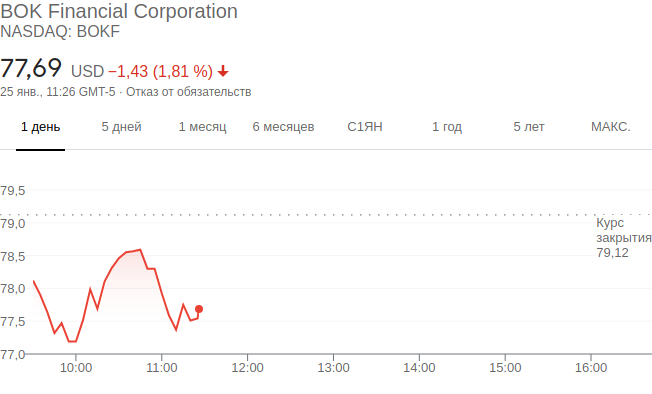 BOK Financial Corporation
NASDAQ: BOKF
77,69 USD −1,43 (1,81 %)
25 янв., 11:26 GMT-5 · Отказ от обязательств
1 день 5 дней 1 месяц 6 месяцев С1ЯН 1 год 5 лет МАКС.
79,5
79,0
78,5
78,0
77,5
77,0
Курс
закрытия
79,12
10:00 11:00 12:00 13:00 14:00 15:00 16:00